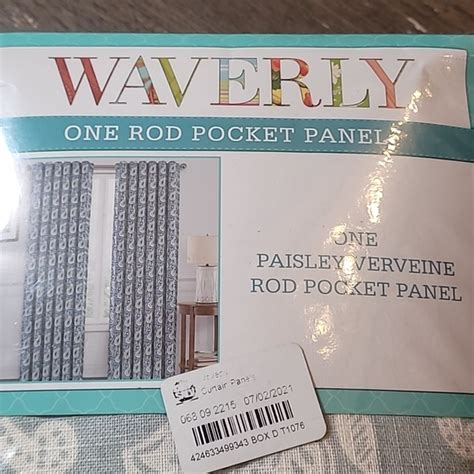 WAVERLY
ONE ROD POCKET PANEL
ONE
PAISLEY VERVEINE
ROD POCKET PANEL
Curtain Panels
068 09 2215 07/02/2021
424633499343 BOX D T1076